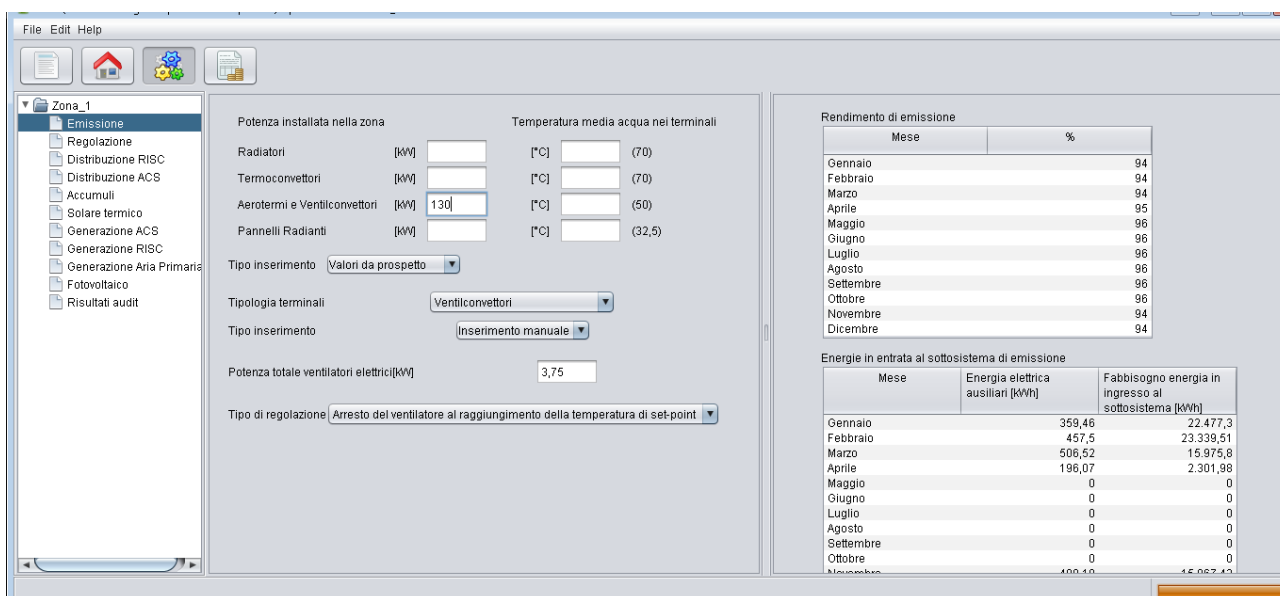 File Edit Help
Zona_1
Emissione
Regolazione
Distribuzione RISC
Distribuzione ACS
Accumuli
Solare termico
Generazione ACS
Generazione RISC
Generazione Aria Primaria
Fotovoltaico
Risultati audit
Potenza installata nella zona Temperatura media acqua nei terminali
Radiatori [kW] [°C] (70)
Termoconvettori [kW] [°C] (70)
Aerotermi e Ventilconvettori [kW] 130 [°C] (50)
Pannelli Radianti [kW] [°C] (32,5)
Tipo inserimento Valori da prospetto
Tipologia terminali Ventilconvettori
Tipo inserimento Inserimento manuale
Potenza totale ventilatori elettrici[kW] 3,75
Tipo di regolazione Arresto del ventilatore al raggiungimento della temperatura di set-point
Rendimento di emissione
Mese %
Gennaio 94
Febbraio 94
Marzo 94
Aprile 95
Maggio 96
Giugno 96
Luglio 96
Agosto 96
Settembre 96
Ottobre 96
Novembre 94
Dicembre 94
Energie in entrata al sottosistema di emissione
Mese Energia elettrica Fabbisogno energia in
ausiliari [kWh] ingresso al
sottosistema [kWh]
Gennaio 359,46 22.477,3
Febbraio 457,5 23.339,51
Marzo 506,52 15.975,8
Aprile 196,07 2.301,98
Maggio 0 0
Giugno 0 0
Luglio 0 0
Agosto 0 0
Settembre 0 0
Ottobre 0 0
Novembre